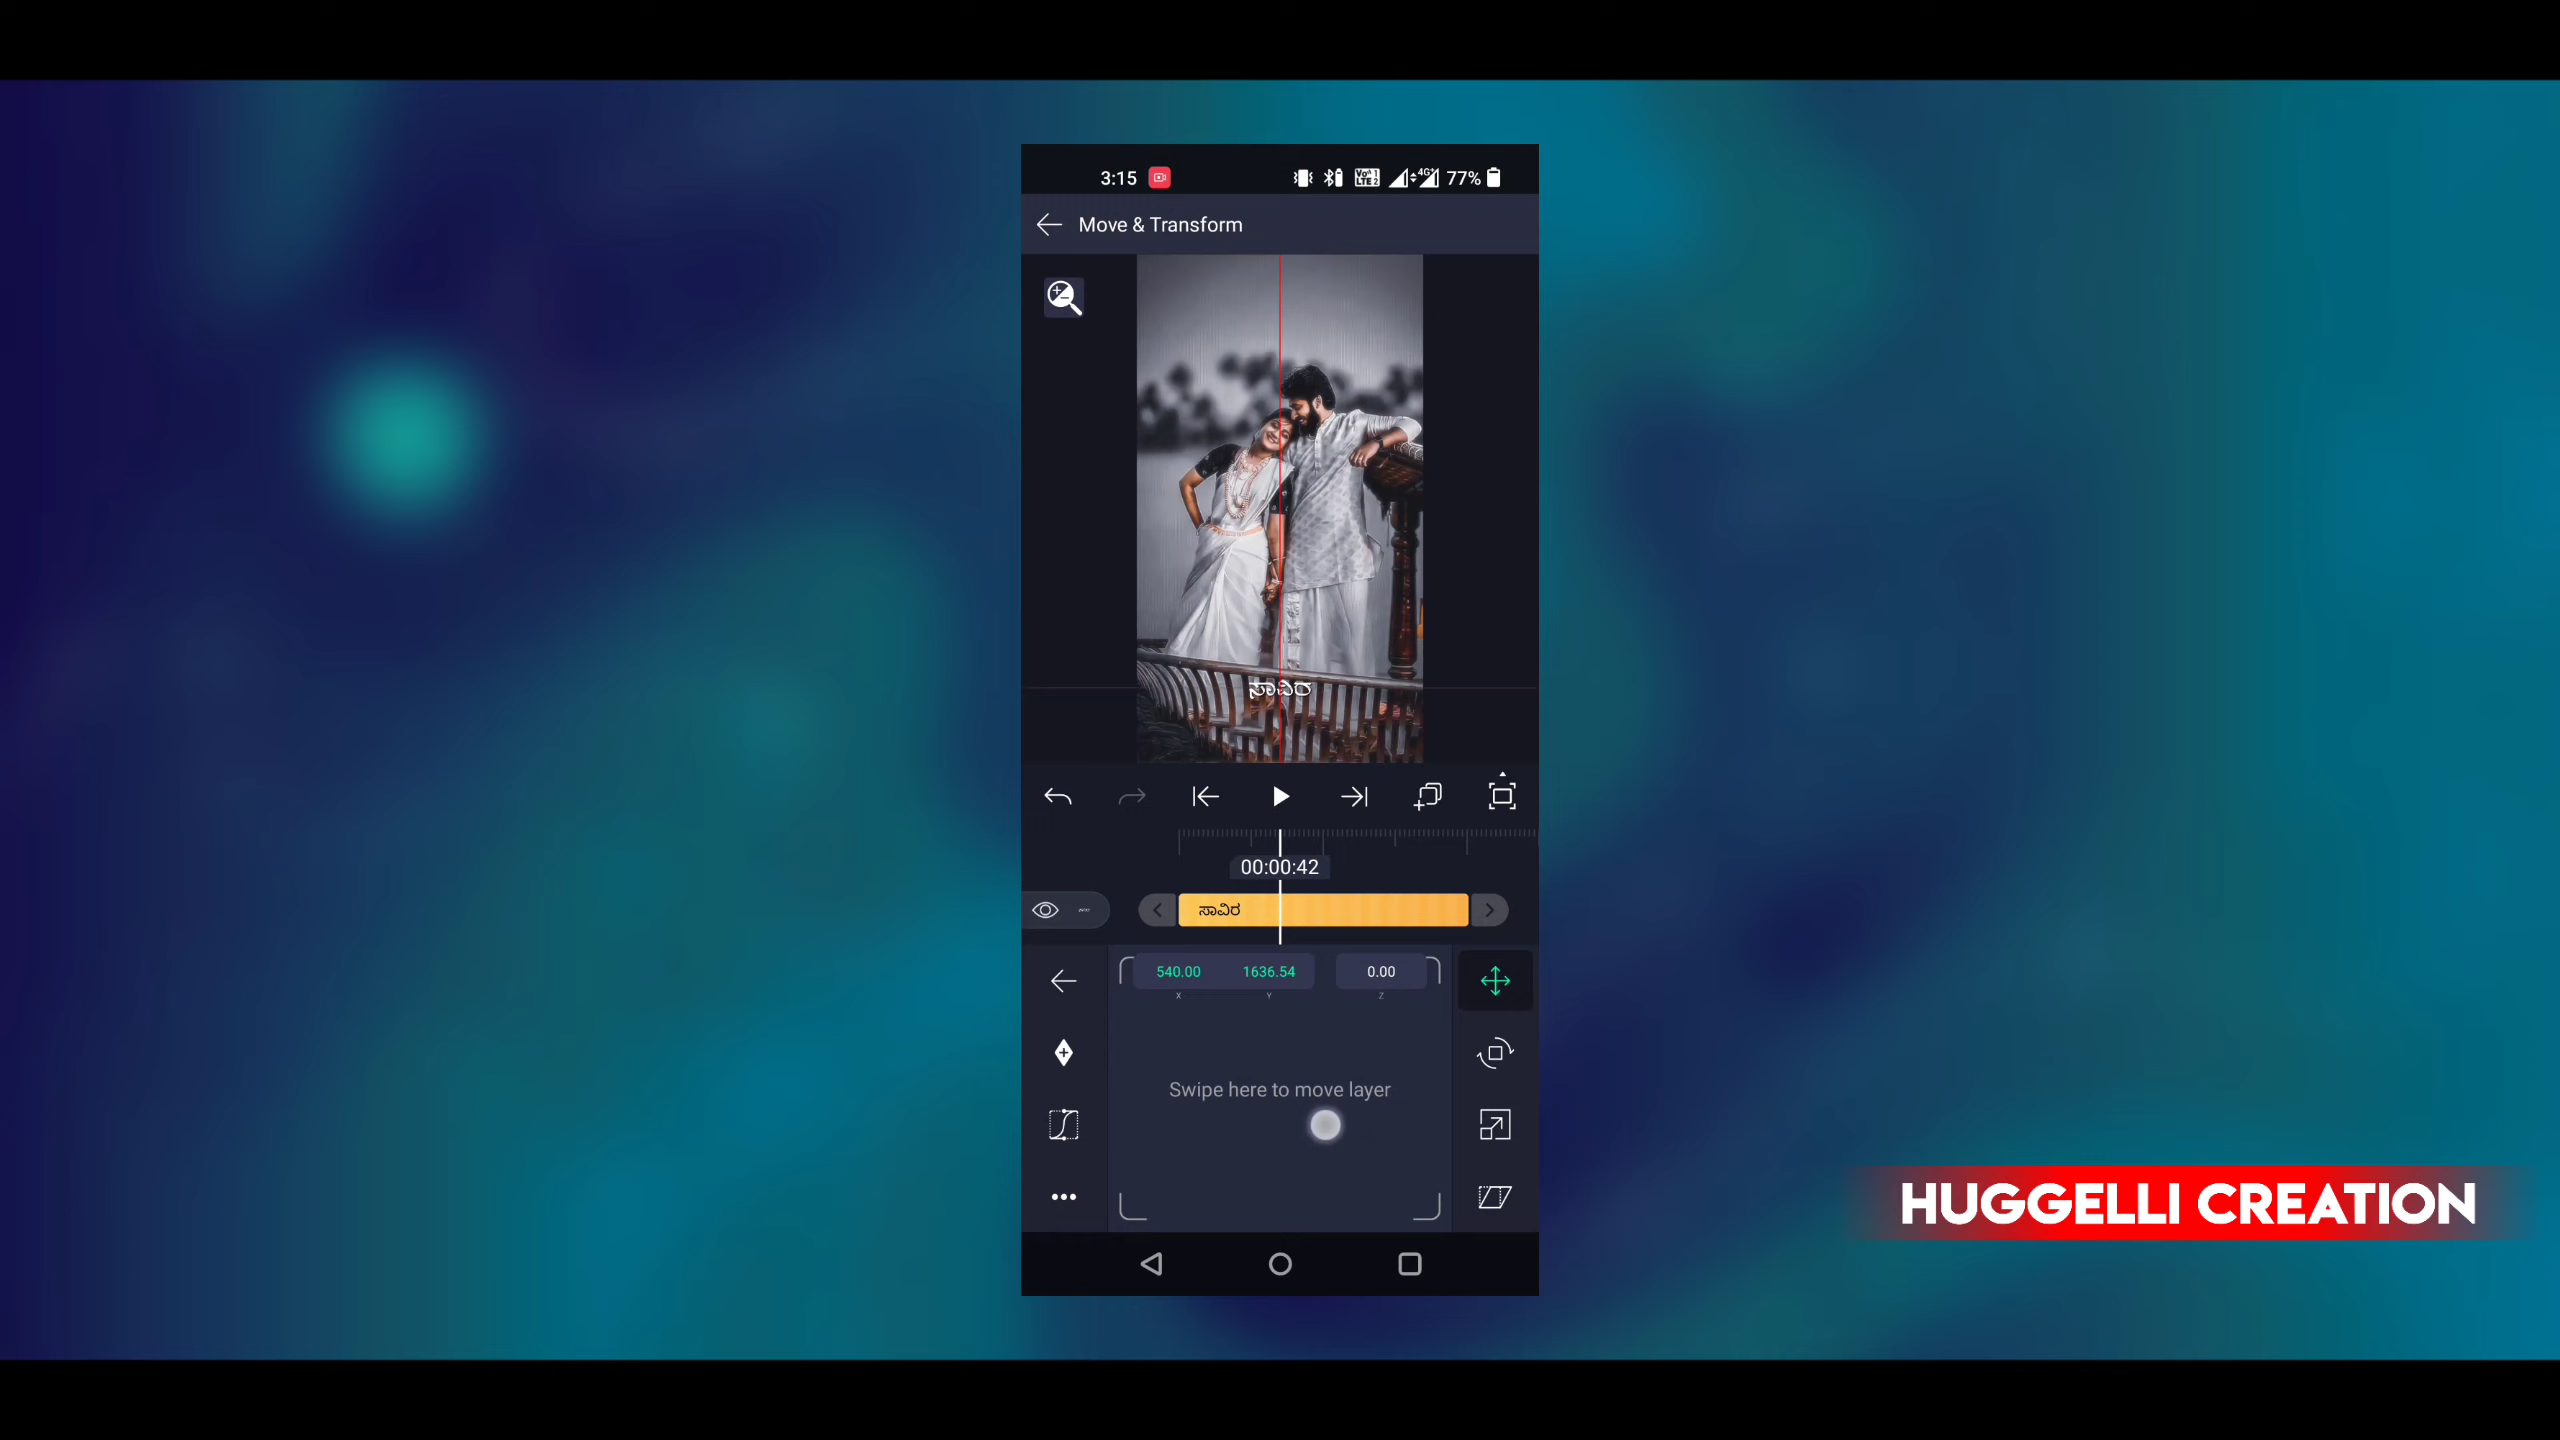 3:15 4G 77%
Move & Transform
ಸಾವಿರ
00:00:42
ಸಾವಿರ
540.00 1636.54 0.00
X Y Z
Swipe here to move layer
HUGGELLI CREATION